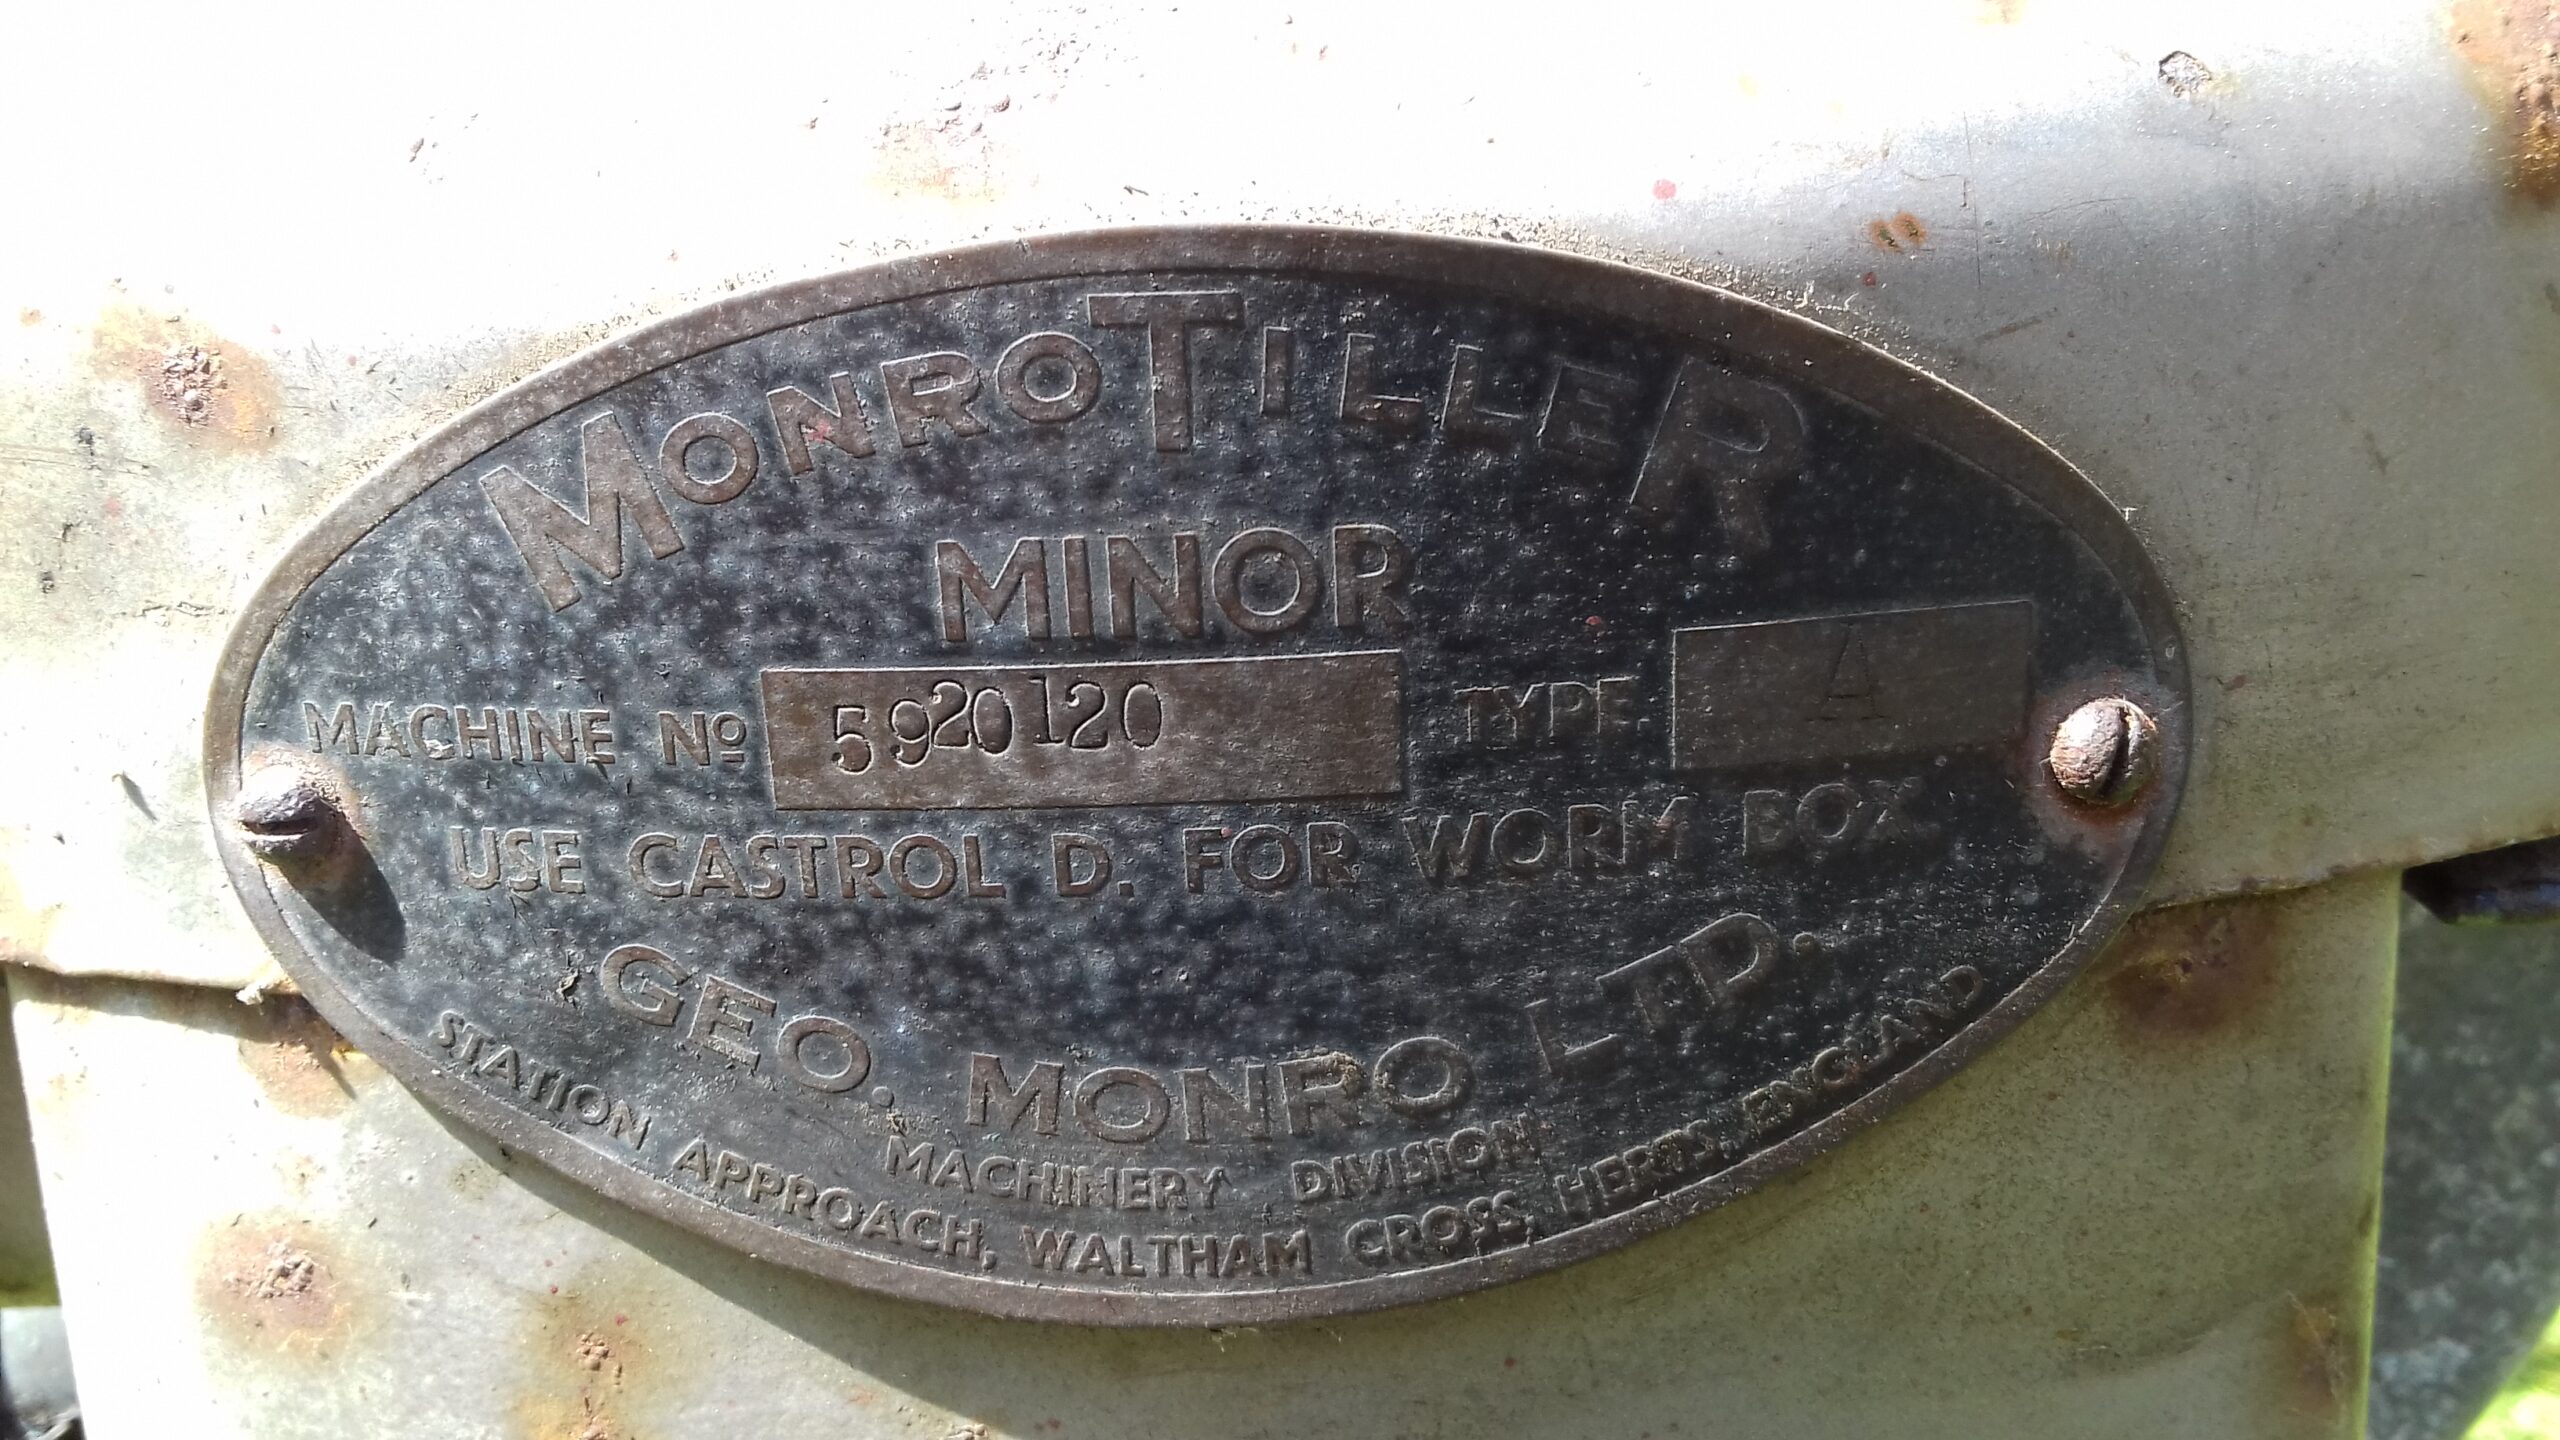 MONROTILLER
MINOR
MACHINE No 5920120 TYPE A
USE CASTROL D. FOR WORM BOX.
GEO. MONRO LTD.
MACHINERY DIVISION
STATION APPROACH, WALTHAM CROSS, HERTS, ENGLAND